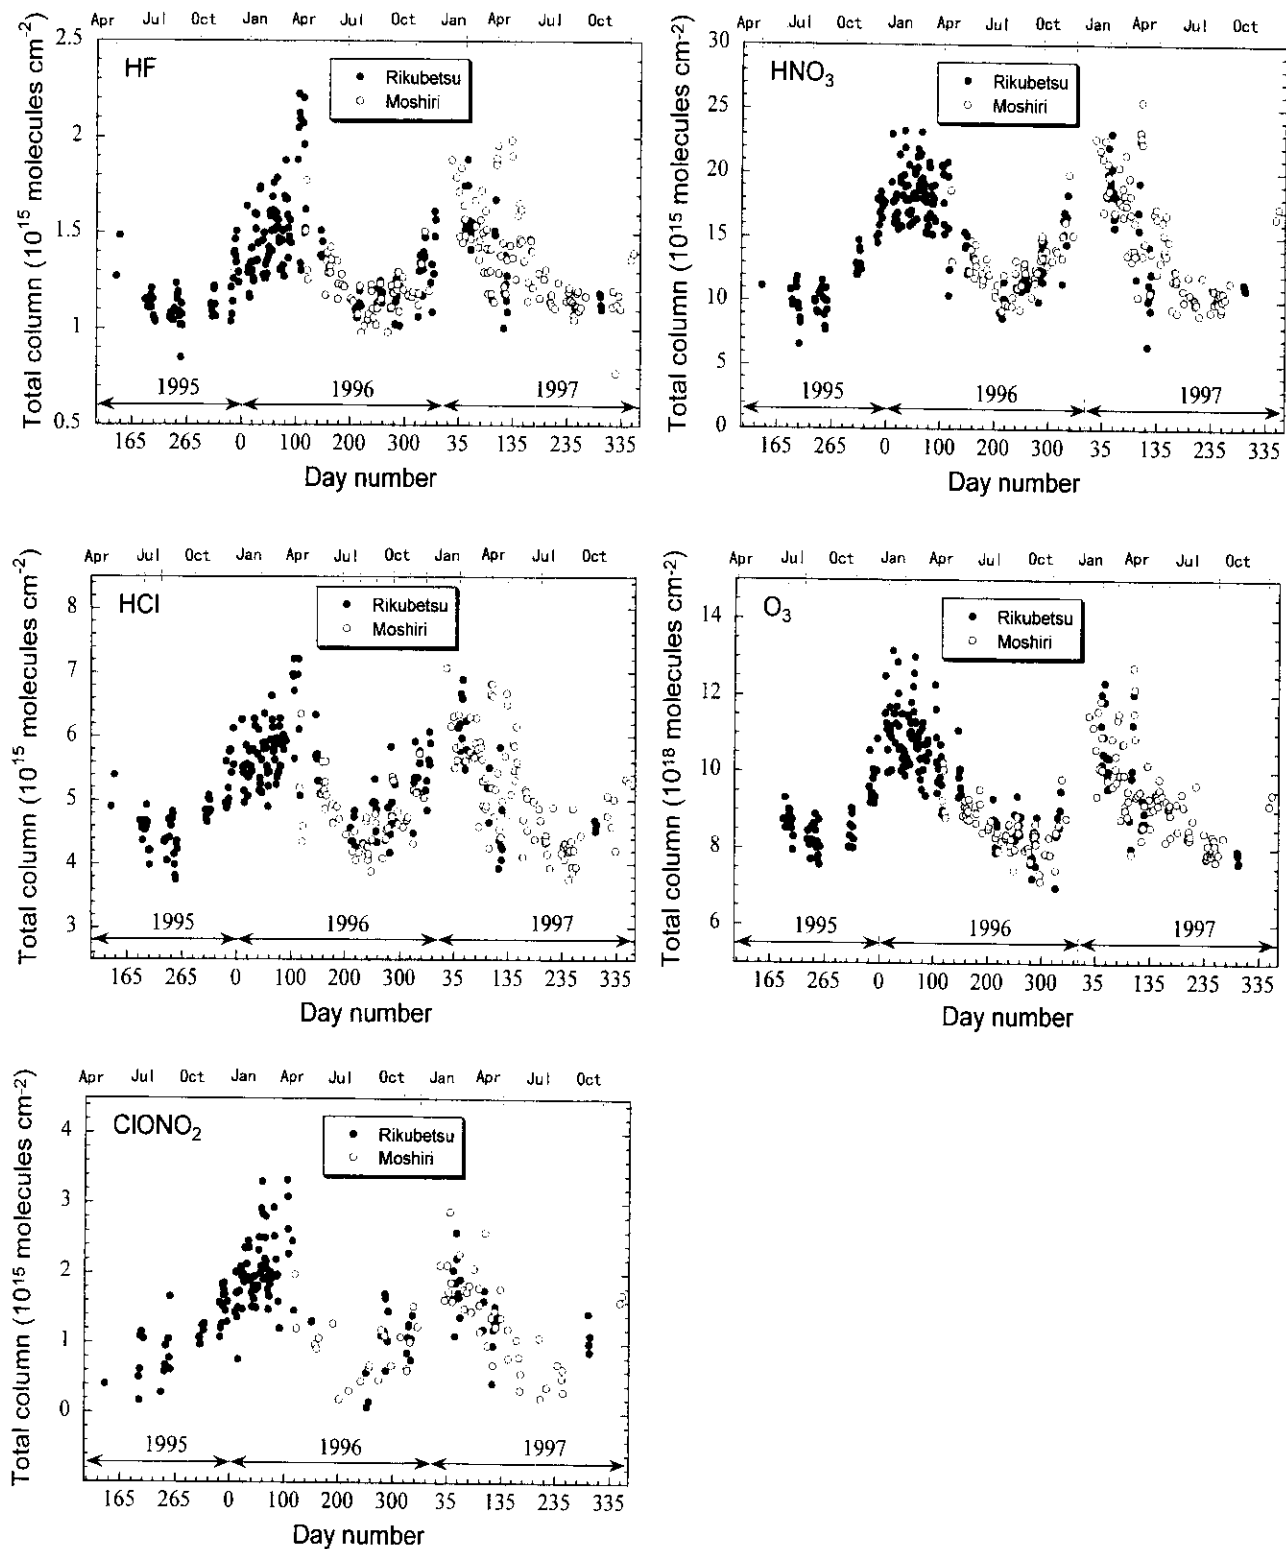 Apr Jul Oct Jan Apr Jul Oct Jan Apr Jul Oct
Total column (10^15 molecules cm^-2)
2.5
2
1.5
1
0.5
HF
Rikubetsu
Moshiri
1995 1996 1997
165 265 0 100 200 300 35 135 235 335
Day number
Apr Jul Oct Jan Apr Jul Oct Jan Apr Jul Oct
Total column (10^15 molecules cm^-2)
30
25
20
15
10
5
0
HNO3
Rikubetsu
Moshiri
1995 1996 1997
165 265 0 100 200 300 35 135 235 335
Day number
Apr Jul Oct Jan Apr Jul Oct Jan Apr Jul Oct
Total column (10^15 molecules cm^-2)
8
7
6
5
4
3
HCl
Rikubetsu
Moshiri
1995 1996 1997
165 265 0 100 200 300 35 135 235 335
Day number
Apr Jul Oct Jan Apr Jul Oct Jan Apr Jul Oct
Total column (10^18 molecules cm^-2)
14
12
10
8
6
O3
Rikubetsu
Moshiri
1995 1996 1997
165 265 0 100 200 300 35 135 235 335
Day number
Apr Jul Oct Jan Apr Jul Oct Jan Apr Jul Oct
Total column (10^15 molecules cm^-2)
4
3
2
1
0
ClONO2
Rikubetsu
Moshiri
1995 1996 1997
165 265 0 100 200 300 35 135 235 335
Day number